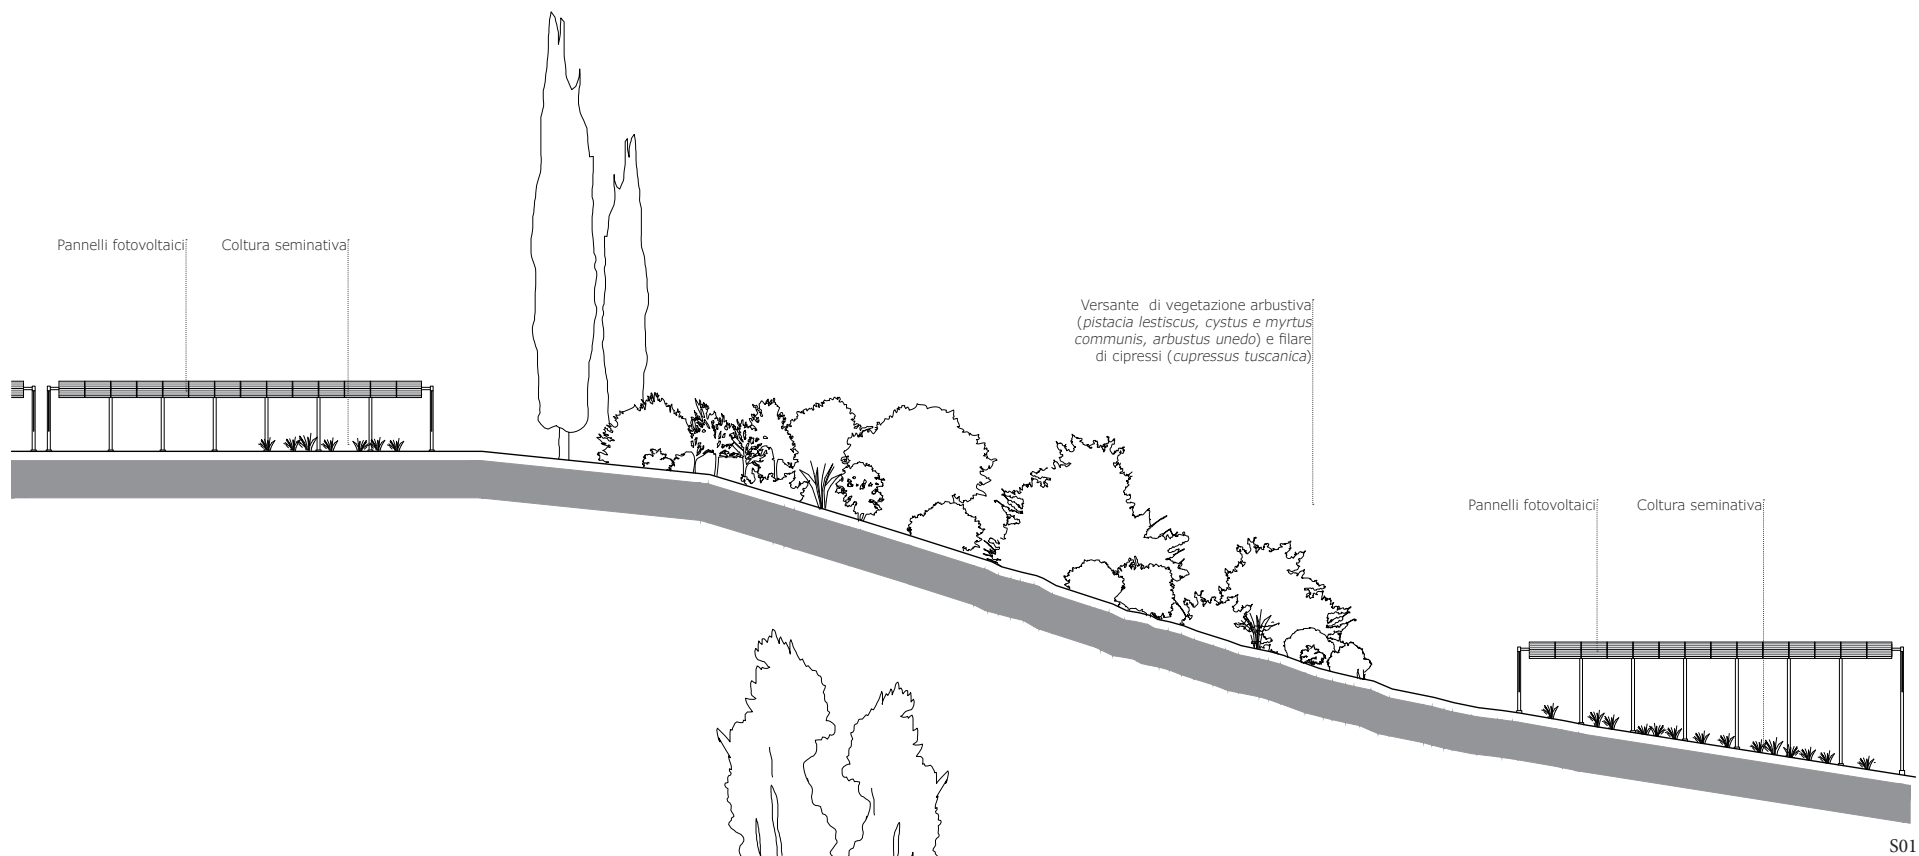 Pannelli fotovoltaici
Coltura seminativa
Versante di vegetazione arbustiva
(pistacia lestiscus, cystus e myrtus
communis, arbustus unedo) e filare
di cipressi (cupressus tuscanica)
Pannelli fotovoltaici
Coltura seminativa
S01